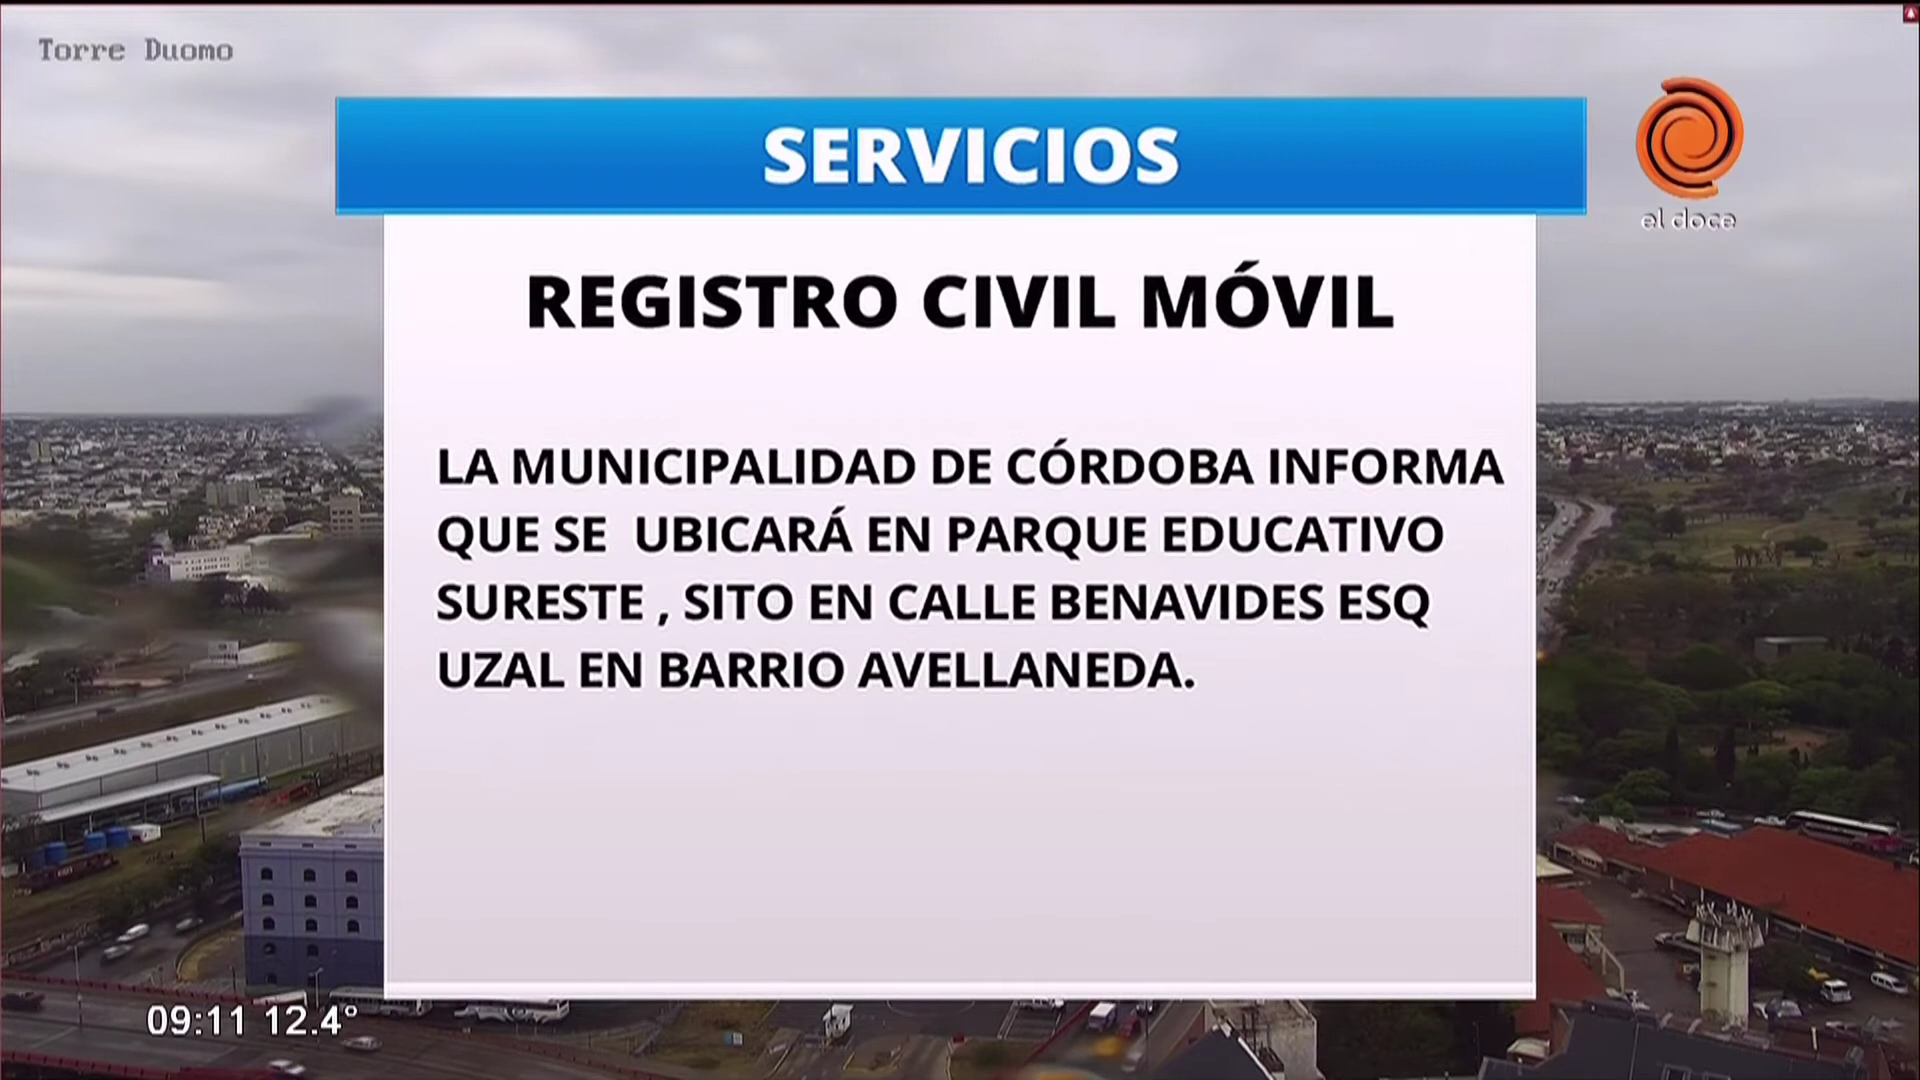 Torre Duomo
SERVICIOS
el doce
REGISTRO CIVIL MÓVIL
LA MUNICIPALIDAD DE CÓRDOBA INFORMA
QUE SE  UBICARÁ EN PARQUE EDUCATIVO
SURESTE , SITO EN CALLE BENAVIDES ESQ
UZAL EN BARRIO AVELLANEDA.
09:11 12.4°